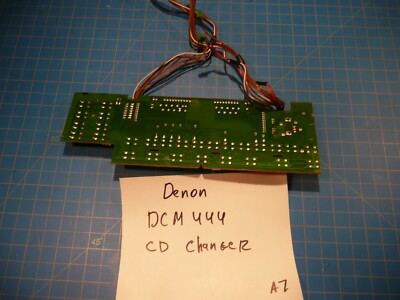 Denon
DCM 444
CD Changer
A7